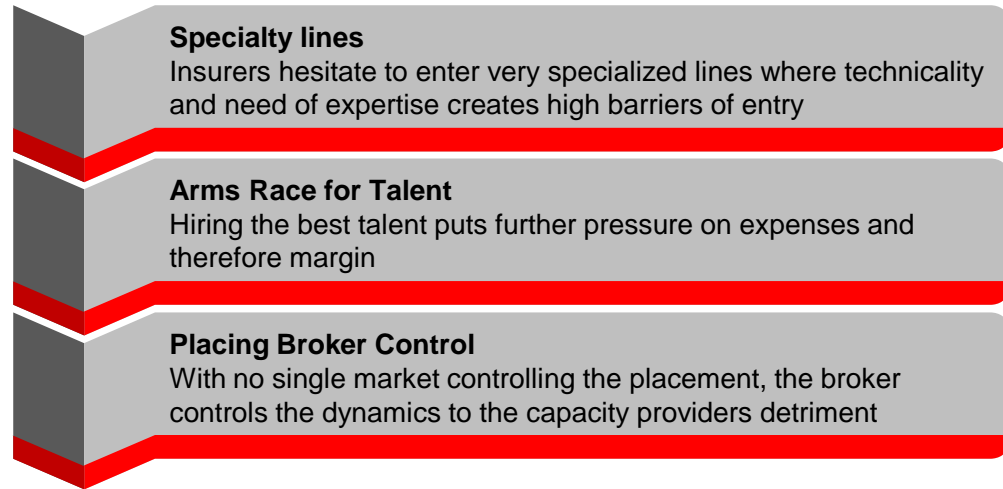 Specialty lines
Insurers hesitate to enter very specialized lines where technicality
and need of expertise creates high barriers of entry
Arms Race for Talent
Hiring the best talent puts further pressure on expenses and
therefore margin
Placing Broker Control
With no single market controlling the placement, the broker
controls the dynamics to the capacity providers detriment